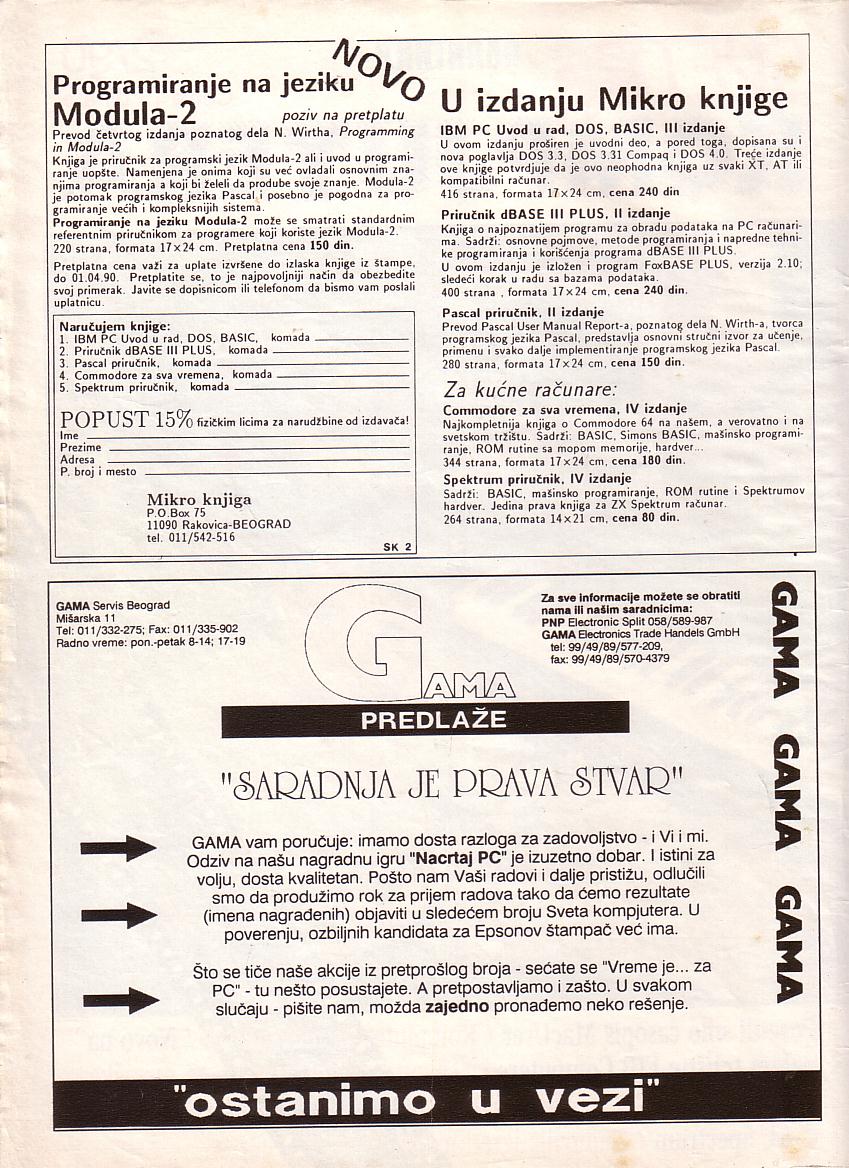 NOVO
Programiranje na jeziku
Modula-2
poziv na pretplatu
Prevod četvrtog izdanja poznatog dela N. Wirtha, Programming
in Modula-2
Knjiga je priručnik za programski jezik Modula-2 ali i uvod u programi-
ranje uopšte. Namenjena je onima koji su već ovladali osnovnim zna-
njima programiranja a koji bi želeli da prodube svoje znanje. Modula-2
je potomak programskog jezika Pascal i posebno je pogodna za pro-
gramiranje većih i kompleksnijih sistema.
Programiranje na jeziku Modula-2 može se smatrati standardnim
referentnim priručnikom za programere koji koriste jezik Modula-2.
220 strana, formata 17×24 cm. Pretplatna cena 150 din.
Pretplatna cena važi za uplate izvršene do izlaska knjige iz štampe,
do 01.04.90. Pretplatite se, to je najpovoljniji način da obezbedite
svoj primerak. Javite se dopisnicom ili telefonom da bismo vam poslali
uplatnicu.
Naručujem knjige:
1. IBM PC Uvod u rad, DOS, BASIC, komada
2. Priručnik dBASE III PLUS, komada
3. Pascal priručnik, komada
4. Commodore za sva vremena, komada
5. Spektrum priručnik, komada
POPUST 15% fizičkim licima za narudžbine od izdavača!
Ime
Prezime
Adresa
P. broj i mesto
Mikro knjiga
P.O.Box 75
11090 Rakovica-BEOGRAD
tel. 011/542-516
SK 2
U izdanju Mikro knjige
IBM PC Uvod u rad, DOS, BASIC, III izdanje
U ovom izdanju proširen je uvodni deo, a pored toga, dopisana su i
nova poglavlja DOS 3.3, DOS 3.31 Compaq i DOS 4.0. Treće izdanje
ove knjige potvrdjuje da je ovo neophodna knjiga uz svaki XT, AT ili
kompatibilni računar.
416 strana, formata 17×24 cm, cena 240 din
Priručnik dBASE III PLUS, II izdanje
Knjiga o najpoznatijem programu za obradu podataka na PC računari-
ma. Sadrži: osnovne pojmove, metode programiranja i napredne tehni-
ke programiranja i korišćenja programa dBASE III PLUS.
U ovom izdanju je izložen i program FoxBASE PLUS, verzija 2.10;
sledeći korak u radu sa bazama podataka.
400 strana , formata 17×24 cm, cena 240 din.
Pascal priručnik, II izdanje
Prevod Pascal User Manual Report-a, poznatog dela N. Wirth-a, tvorca
programskog jezika Pascal, predstavlja osnovni stručni izvor za učenje,
primenu i svako dalje implementiranje programskog jezika Pascal.
280 strana, formata 17×24 cm, cena 150 din.
Za kućne računare:
Commodore za sva vremena, IV izdanje
Najkompletnija knjiga o Commodore 64 na našem, a verovatno i na
svetskom tržištu. Sadrži: BASIC, Simons BASIC, mašinsko programi-
ranje, ROM rutine sa mopom memorije, hardver...
344 strana, formata 17×24 cm, cena 180 din.
Spektrum priručnik, IV izdanje
Sadrži: BASIC, mašinsko programiranje, ROM rutine i Spektrumov
hardver. Jedina prava knjiga za ZX Spektrum računar.
264 strana, formata 14×21 cm, cena 80 din.
GAMA Servis Beograd
Mišarska 11
Tel: 011/332-275; Fax: 011/335-902
Radno vreme: pon.-petak 8-14; 17-19
GAMA
PREDLAŽE
Za sve informacije možete se obratiti
nama ili našim saradnicima:
PNP Electronic Split 058/589-987
GAMA Electronics Trade Handels GmbH
tel: 99/49/89/577-209,
fax: 99/49/89/570-4379
GAMA GAMA GAMA
"SARADNJA JE PRAVA STVAR"
GAMA vam poručuje: imamo dosta razloga za zadovoljstvo - i Vi i mi.
Odziv na našu nagradnu igru "Nacrtaj PC" je izuzetno dobar. I istini za
volju, dosta kvalitetan. Pošto nam Vaši radovi i dalje pristižu, odlučili
smo da produžimo rok za prijem radova tako da ćemo rezultate
(imena nagrađenih) objaviti u sledećem broju Sveta kompjutera. U
poverenju, ozbiljnih kandidata za Epsonov štampač već ima.
Što se tiče naše akcije iz pretprošlog broja - sećate se "Vreme je... za
PC" - tu nešto posustajete. A pretpostavljamo i zašto. U svakom
slučaju - pišite nam, možda zajedno pronađemo neko rešenje.
"ostanimo u vezi"